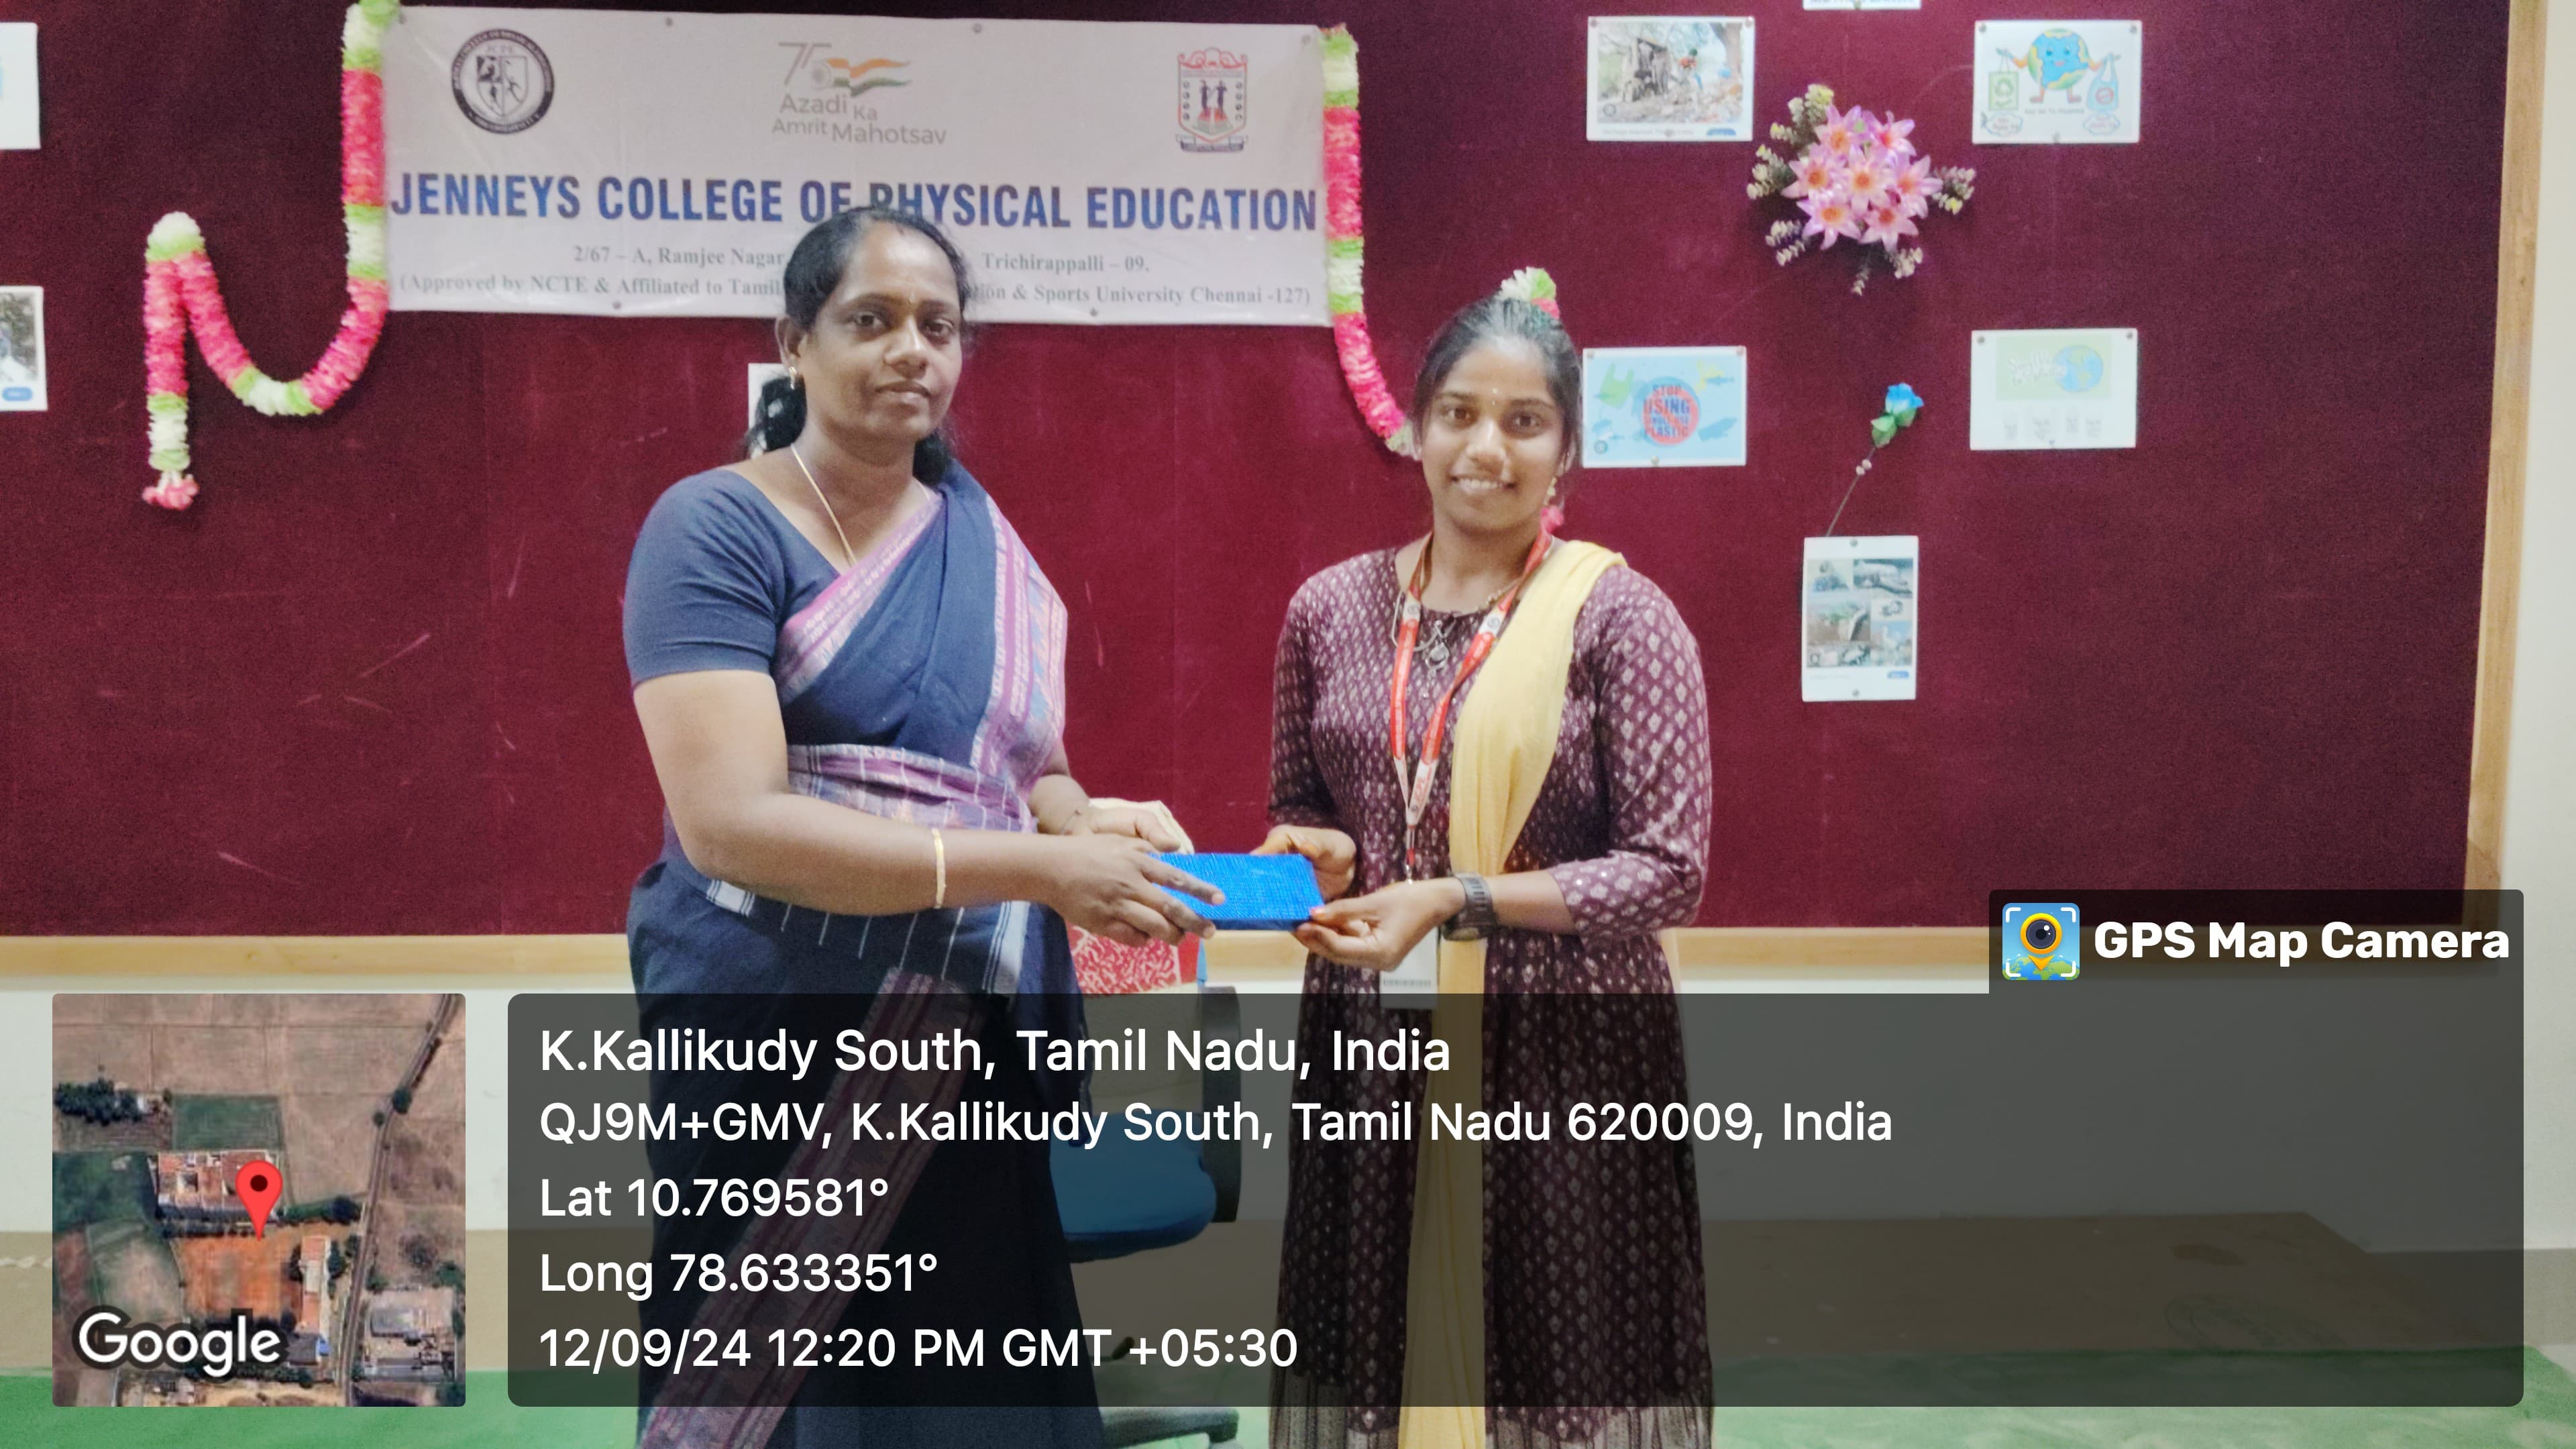 Azadi Ka
Amrit Mahotsav
JENNEYS COLLEGE OF PHYSICAL EDUCATION
2/67 – A, Ramjee Nagar, Trichirappalli – 09.
(Approved by NCTE & Affiliated to Tamil & Sports University Chennai -127)
STOP
USING
PLASTIC
GPS Map Camera
K.Kallikudy South, Tamil Nadu, India
QJ9M+GMV, K.Kallikudy South, Tamil Nadu 620009, India
Lat 10.769581°
Long 78.633351°
12/09/24 12:20 PM GMT +05:30
Google